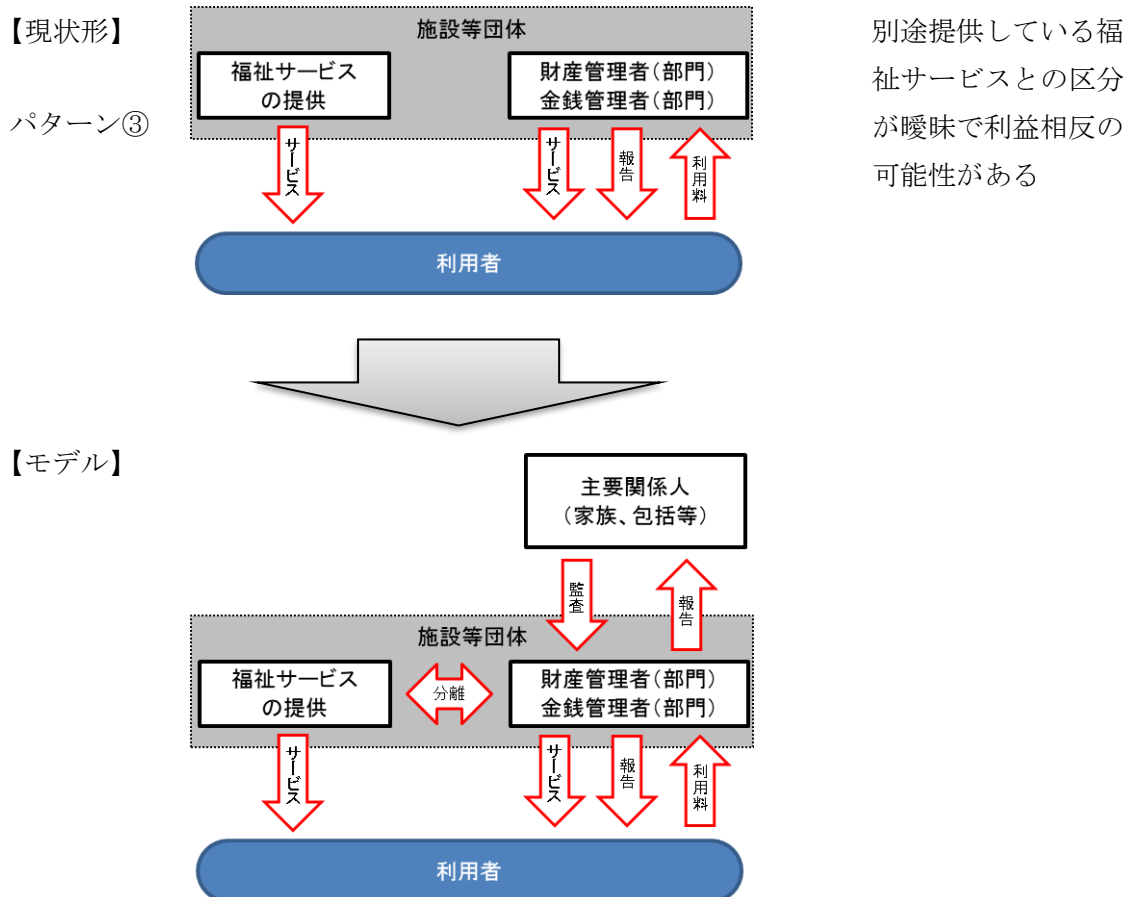 【現状形】
パターン③
施設等団体
福祉サービス
の提供
財産管理者(部門)
金銭管理者(部門)
サービス
サービス
報告
利用料
利用者
別途提供している福
祉サービスとの区分
が曖昧で利益相反の
可能性がある
【モデル】
主要関係人
(家族、包括等)
監査
報告
施設等団体
福祉サービス
の提供
分離
財産管理者(部門)
金銭管理者(部門)
サービス
サービス
報告
利用料
利用者